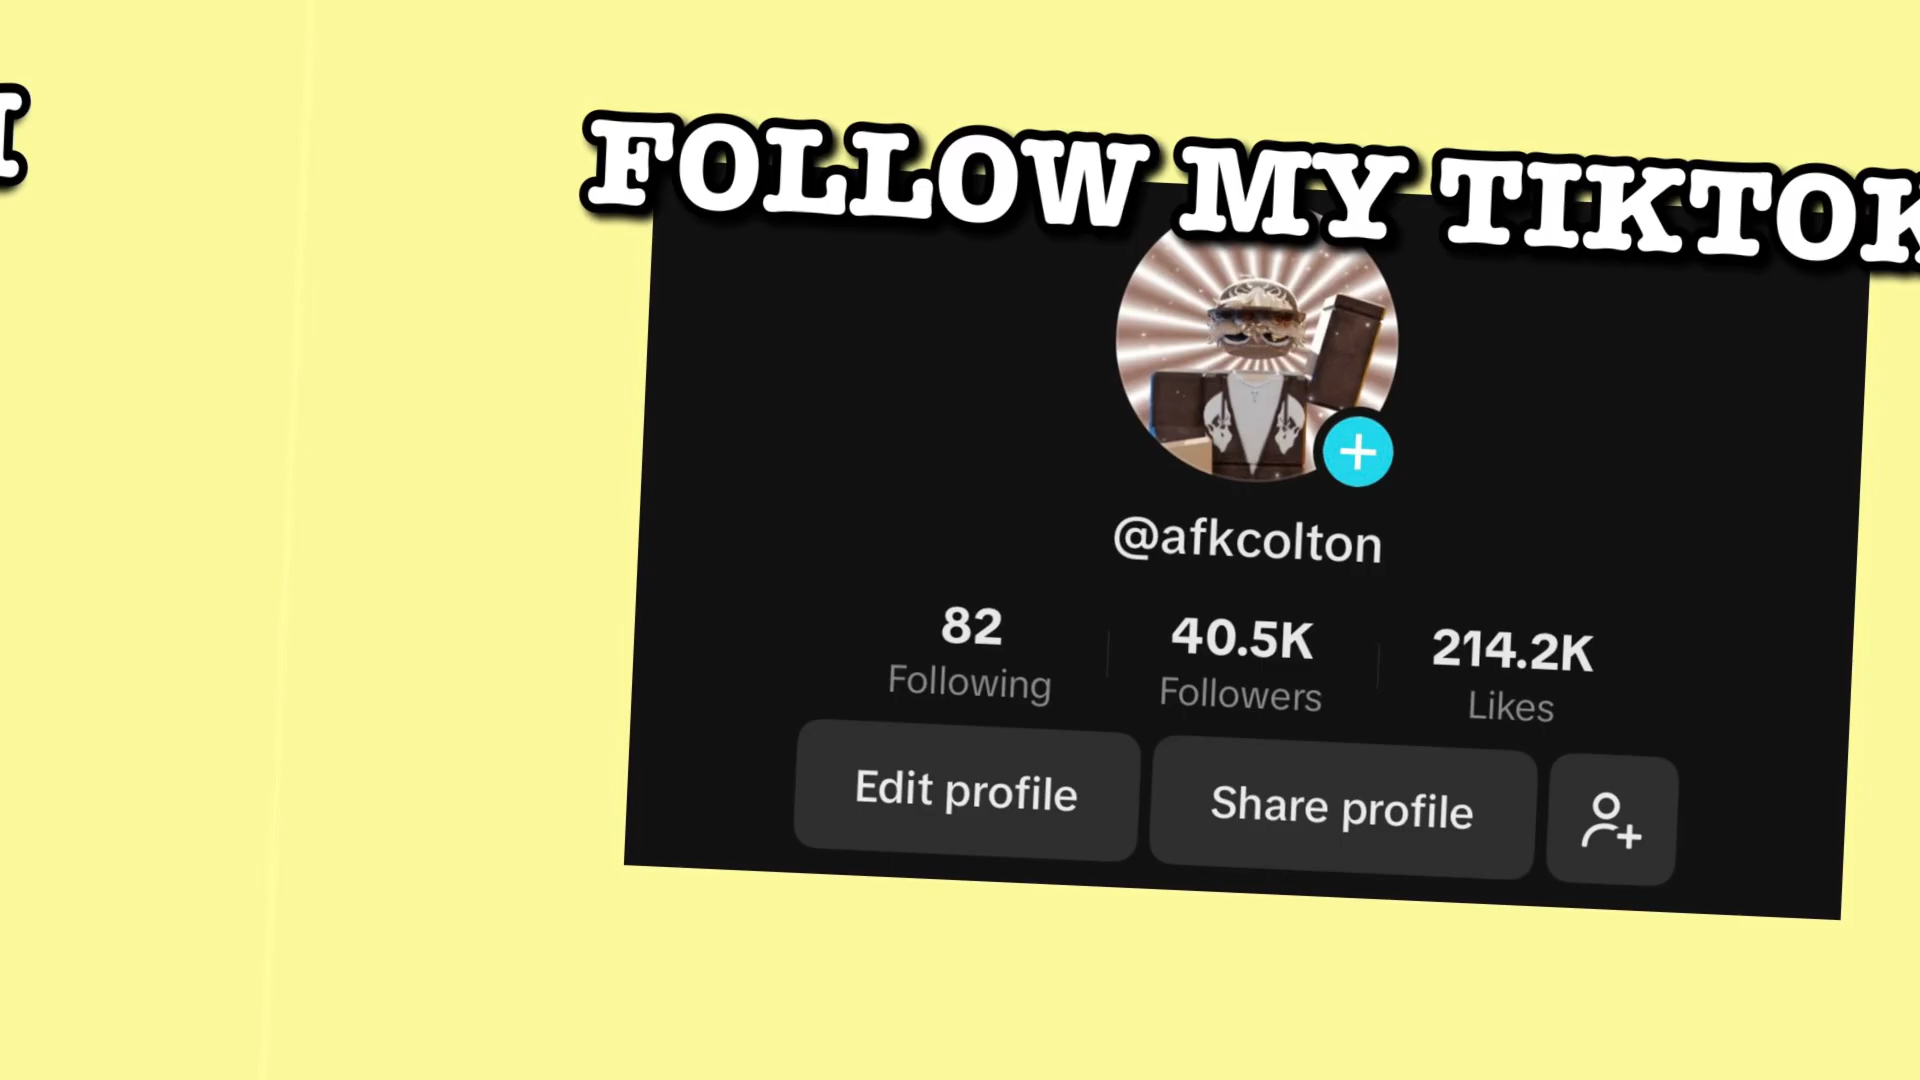 FOLLOW MY TIKTOK
@afkcolton
82
Following
40.5K
Followers
214.2K
Likes
Edit profile
Share profile